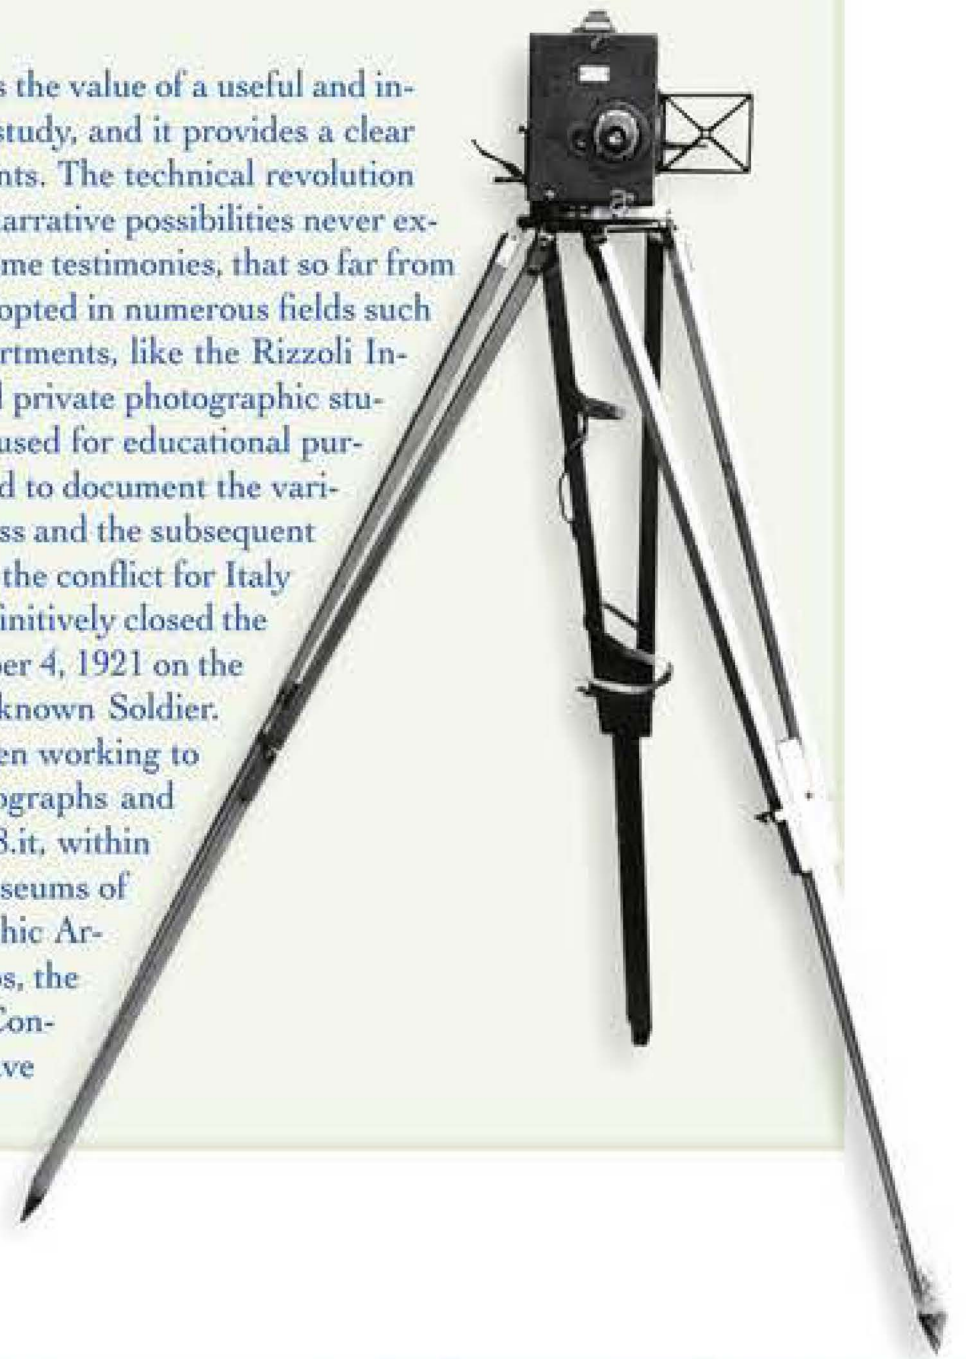 s the value of a useful and in-
study, and it provides a clear
nts. The technical revolution
arrative possibilities never ex-
me testimonies, that so far from
opted in numerous fields such
rtments, like the Rizzoli In-
l private photographic stu-
used for educational pur-
d to document the vari-
ss and the subsequent
the conflict for Italy
initively closed the
er 4, 1921 on the
known Soldier.
en working to
ographs and
8.it, within
seums of
hic Ar-
os, the
Con-
ve